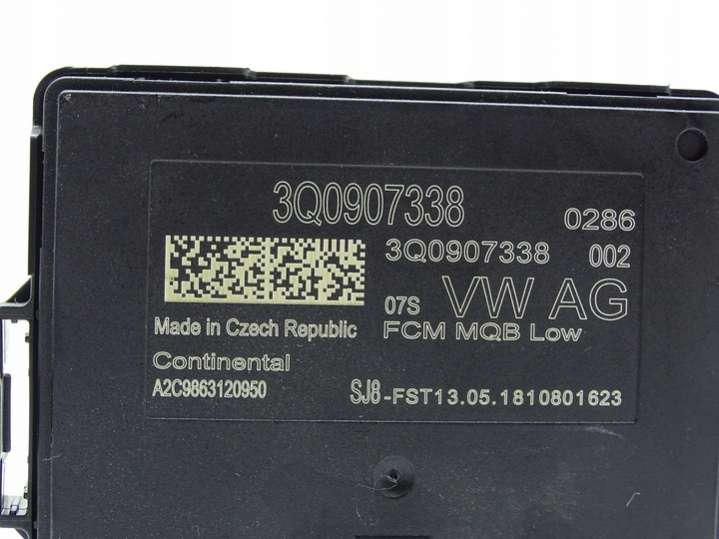 3Q0907338
0286
3Q0907338 002
07S VW AG
Made in Czech Republic FCM MQB Low
Continental
A2C9863120950 SJ8-FST13.05.1810801623